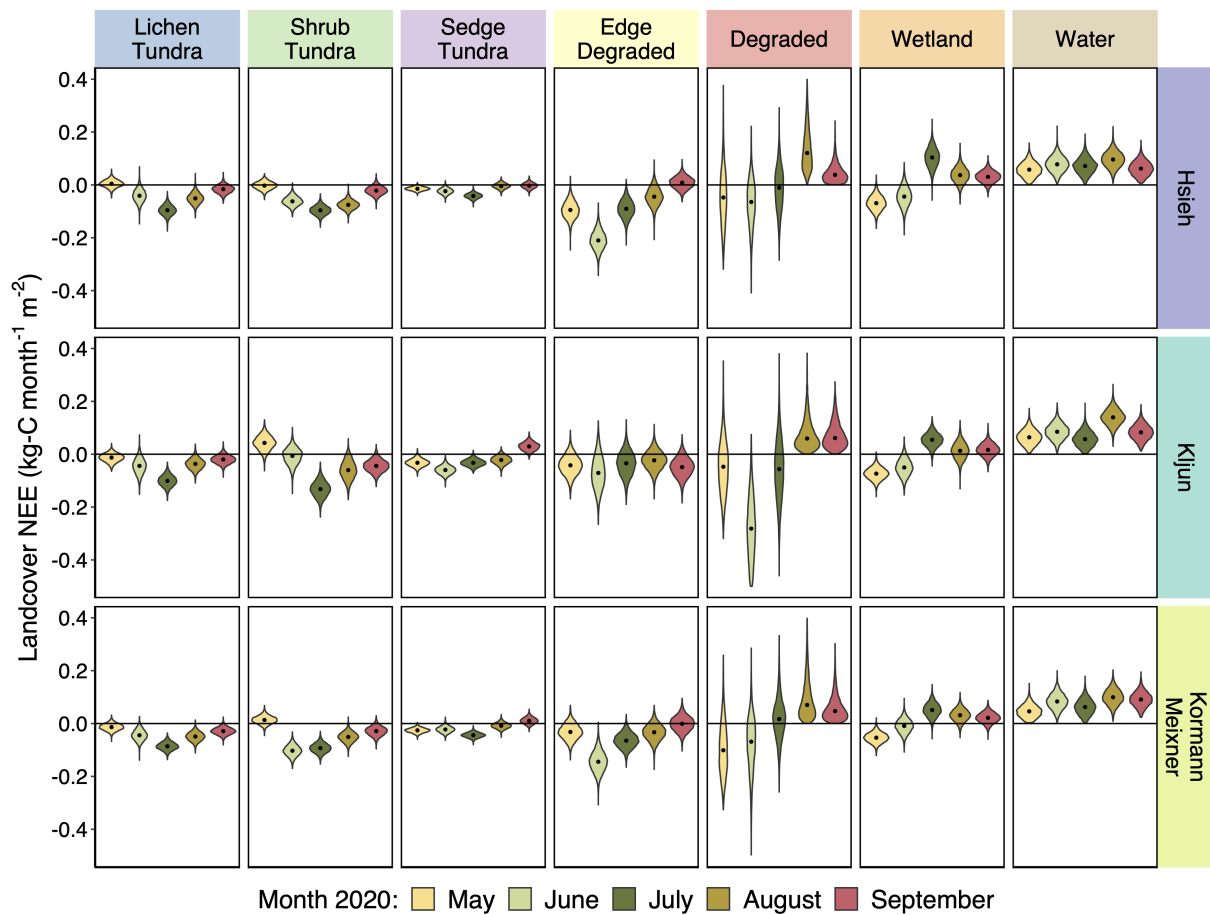 Lichen
Tundra
Shrub
Tundra
Sedge
Tundra
Edge
Degraded
Degraded
Wetland
Water
Landcover NEE (kg-C month⁻¹ m⁻²)
0.4
0.2
0.0
-0.2
-0.4
Hsieh
0.4
0.2
0.0
-0.2
-0.4
Kljun
0.4
0.2
0.0
-0.2
-0.4
Kormann
Meixner
Month 2020: May June July August September